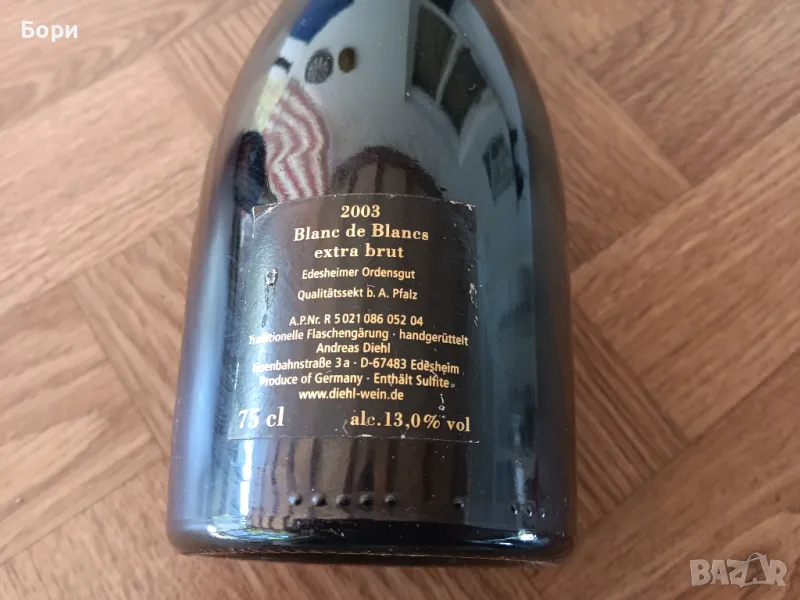 Бори
2003
Blanc de Blancs
extra brut
Edesheimer Ordensgut
Qualitätssekt b. A. Pfalz
A.P.Nr. R 5 021 086 052 04
Traditionelle Flaschengärung · handgerüttelt
Andreas Diehl
Eisenbahnstraße 3 a · D-67483 Edesheim
Produce of Germany · Enthält Sulfite
www.diehl-wein.de
75 cl alc. 13,0% vol
BAZAR